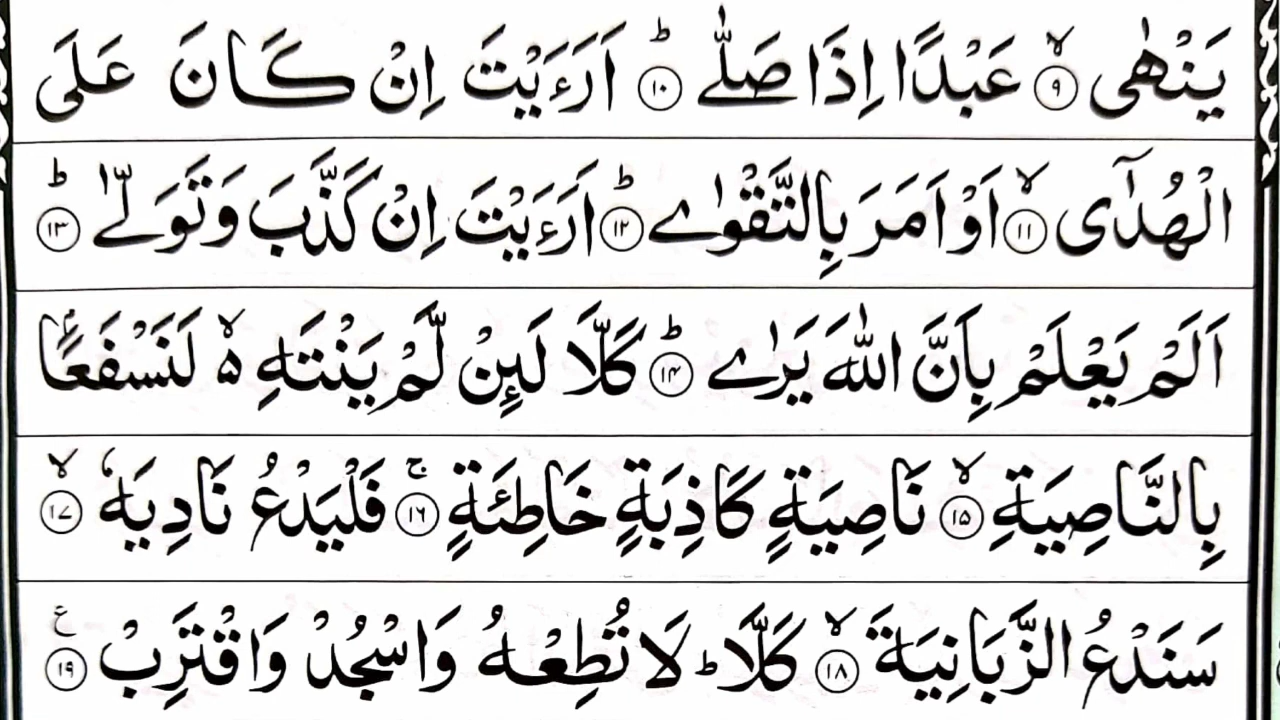 يَنْهٰى ۙ﴿٩﴾ عَبْدًا اِذَا صَلّٰے ؕ﴿١٠﴾ اَرَءَيْتَ اِنْ كَانَ عَلَى
الْهُدٰٓى ۙ﴿١١﴾ اَوْ اَمَرَ بِالتَّقْوٰے ؕ﴿١٢﴾ اَرَءَيْتَ اِنْ كَذَّبَ وَتَوَلّٰے ؕ﴿١٣﴾
اَلَمْ يَعْلَمْ بِاَنَّ اللّٰهَ يَرٰے ؕ﴿١٤﴾ كَلَّا لَىِٕنْ لَّمْ يَنْتَهِ ۙ۵ لَنَسْفَعًاۢ
بِالنَّاصِيَةِ ۙ﴿١٥﴾ نَاصِيَةٍ كَاذِبَةٍ خَاطِئَةٍ ۚ﴿١٦﴾ فَلْيَدْعُ نَادِيَهٗ ۙ﴿١٧﴾
سَنَدْعُ الزَّبَانِيَةَ ۙ﴿١٨﴾ كَلَّا ؕ لَا تُطِعْهُ وَاسْجُدْ وَاقْتَرِبْ ﴿١٩﴾ ع